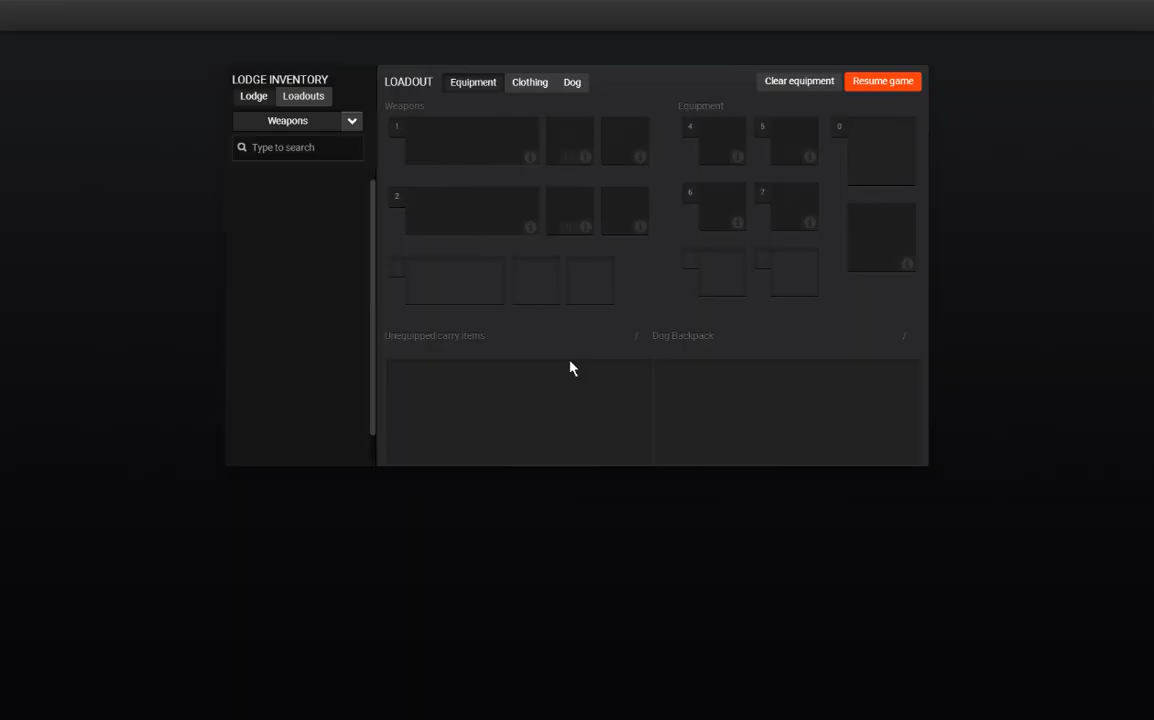 LODGE INVENTORY
Lodge Loadouts
Weapons
Type to search
LOADOUT Equipment Clothing Dog Clear equipment Resume game
Weapons Equipment
1 4 5 0
2 6 7
Unequipped carry items / Dog Backpack /